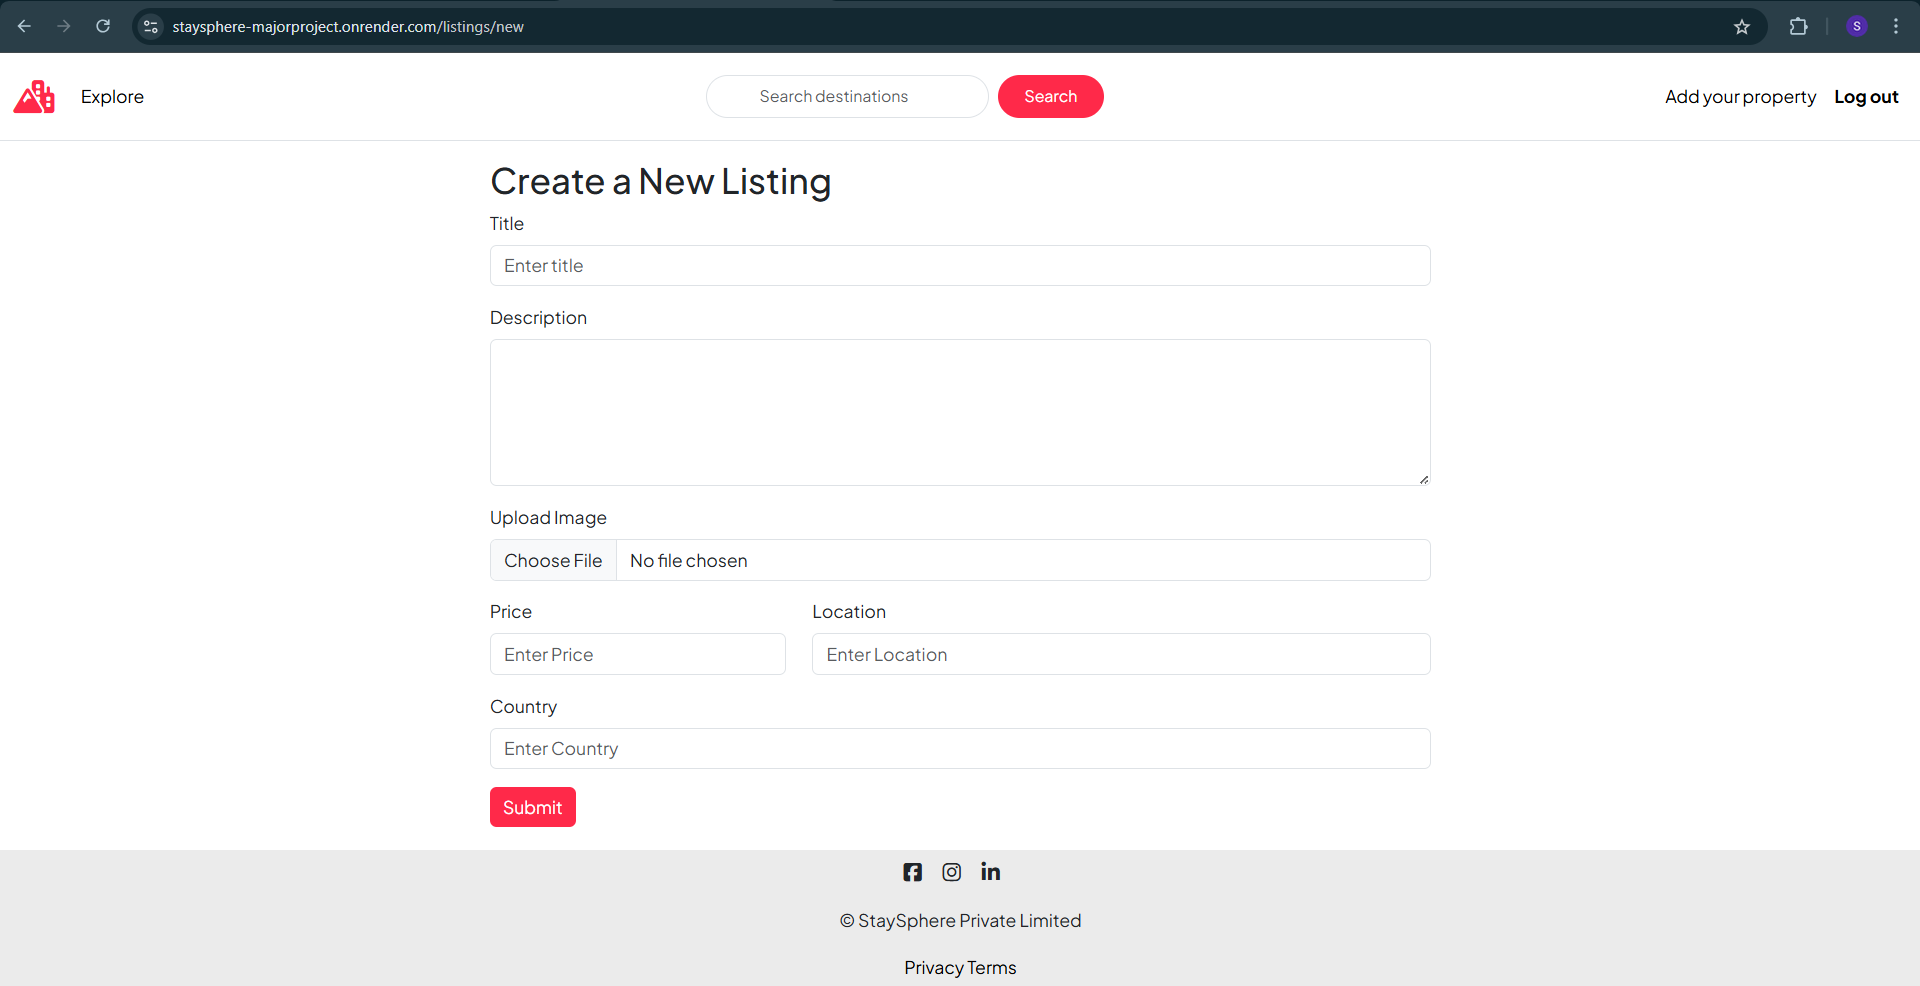 staysphere-majorproject.onrender.com/listings/new
S
Explore
Search destinations
Search
Add your property
Log out
Create a New Listing
Title
Enter title
Description
Upload Image
Choose File No file chosen
Price Location
Enter Price Enter Location
Country
Enter Country
Submit
© StaySphere Private Limited
Privacy Terms